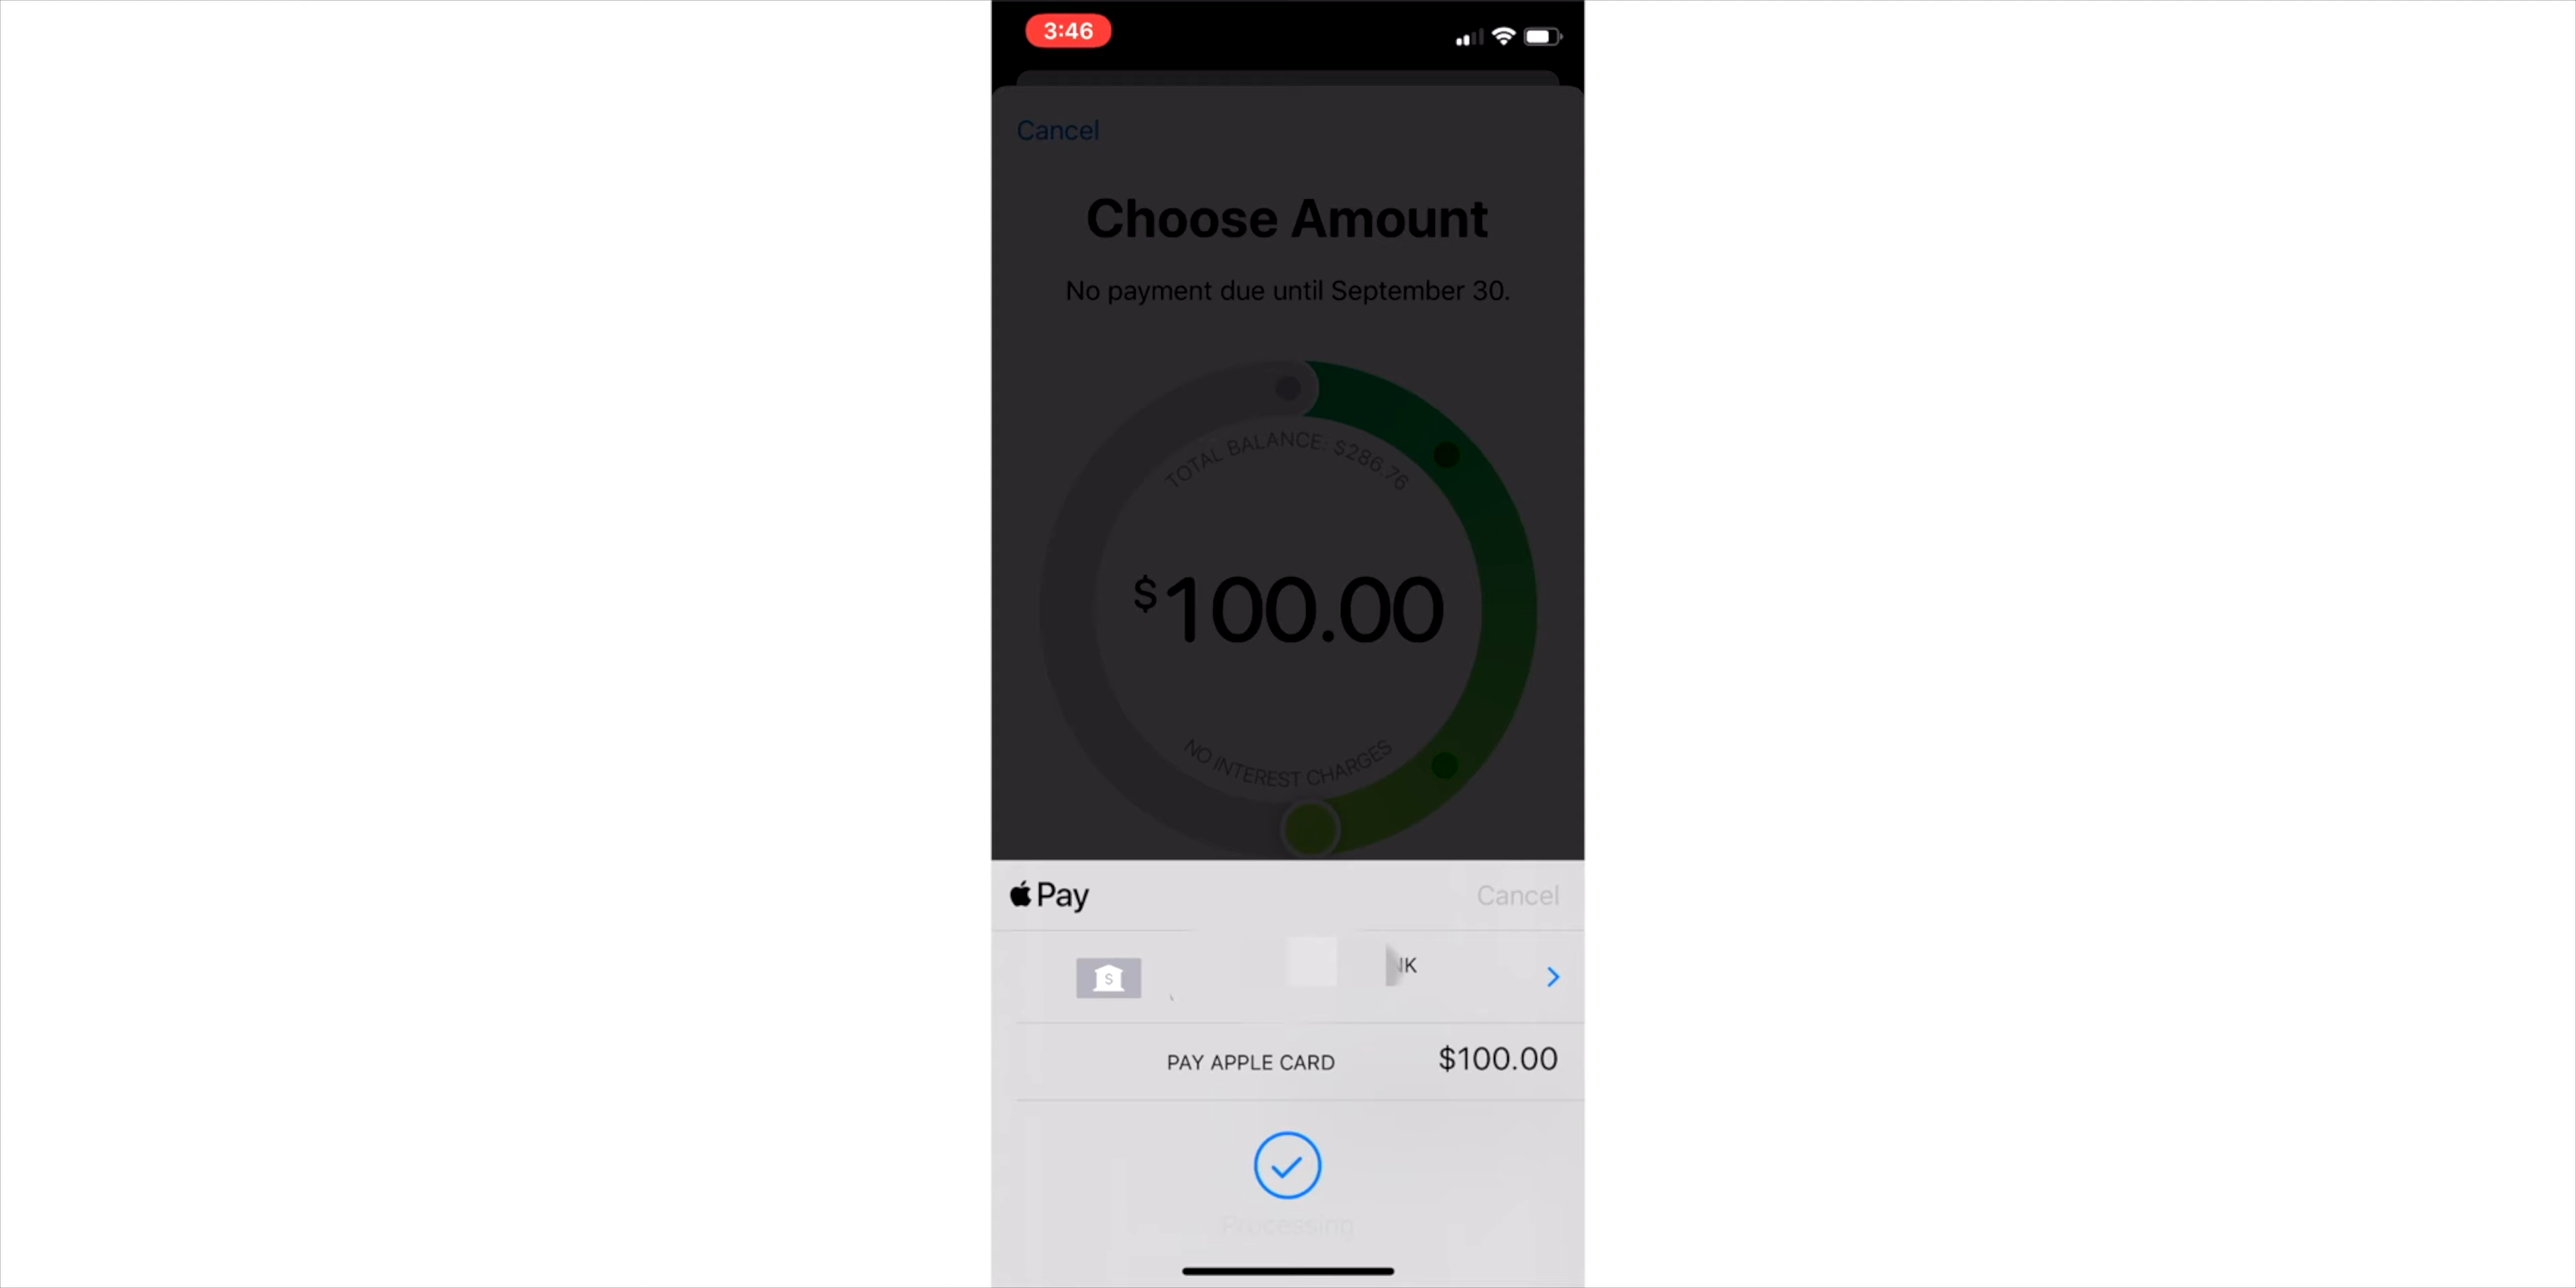 3:46
Cancel
Choose Amount
No payment due until September 30.
TOTAL BALANCE: $286.76
$100.00
NO INTEREST CHARGES
Pay
Cancel
$
PAY APPLE CARD $100.00
Processing